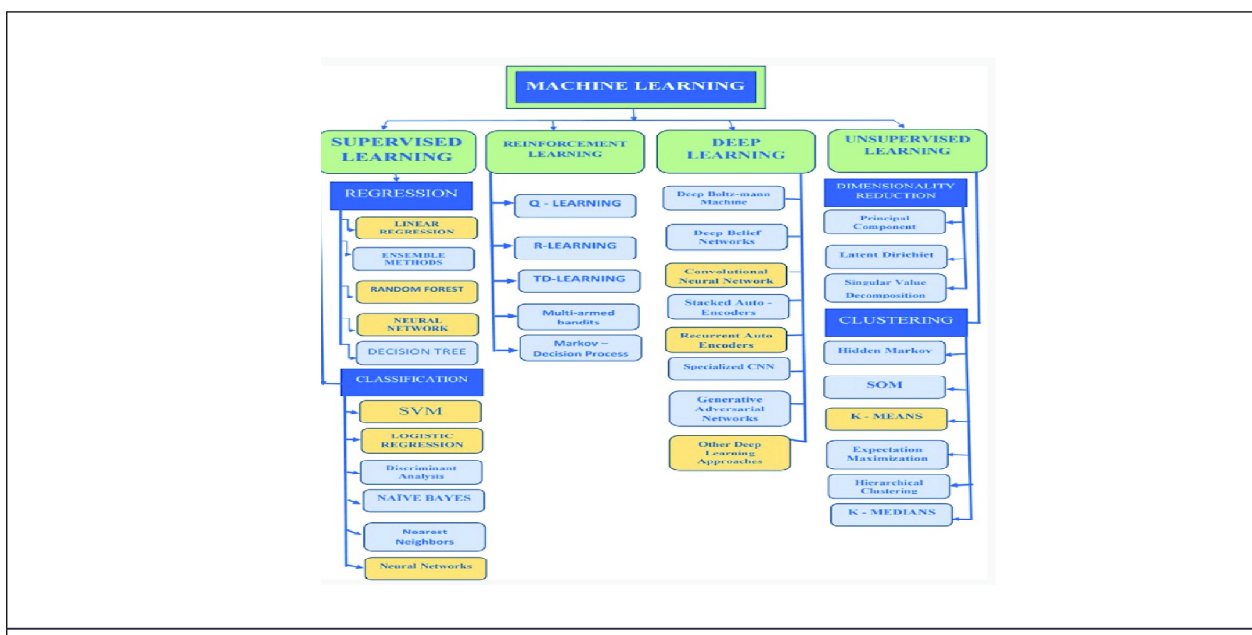 MACHINE LEARNING
SUPERVISED
LEARNING
REGRESSION
LINEAR
REGRESSION
ENSEMBLE
METHODS
RANDOM FOREST
NEURAL
NETWORK
DECISION TREE
CLASSIFICATION
SVM
LOGISTIC
REGRESSION
Discriminant
Analysis
NAÏVE BAYES
Nearest
Neighbors
Neural Networks
REINFORCEMENT
LEARNING
Q - LEARNING
R-LEARNING
TD-LEARNING
Multi-armed
bandits
Markov –
Decision Process
DEEP
LEARNING
Deep Boltz-mann
Machine
Deep Belief
Networks
Convolutional
Neural Network
Stacked Auto -
Encoders
Recurrent Auto
Encoders
Specialized CNN
Generative
Adversarial
Networks
Other Deep
Learning
Approaches
UNSUPERVISED
LEARNING
DIMENSIONALITY
REDUCTION
Principal
Component
Latent Dirichlet
Singular Value
Decomposition
CLUSTERING
Hidden Markov
SOM
K - MEANS
Expectation
Maximization
Hierarchical
Clustering
K - MEDIANS